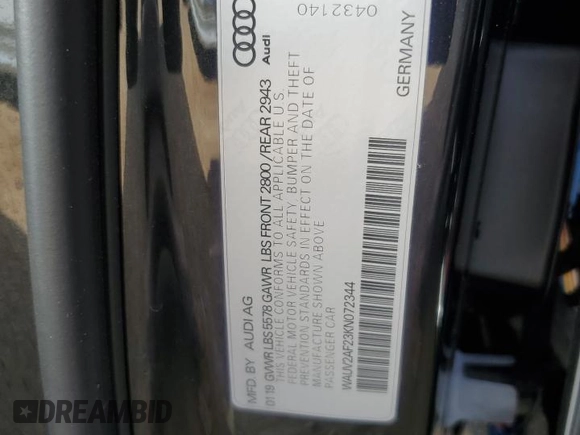 MFD. BY AUDI AG
01 19 GVWR LBS 5578 GAWR LBS FRONT 2800 / REAR 2943
THIS VEHICLE CONFORMS TO ALL APPLICABLE U.S.
FEDERAL MOTOR VEHICLE SAFETY, BUMPER AND THEFT
PREVENTION STANDARDS IN EFFECT ON THE DATE OF
MANUFACTURE SHOWN ABOVE
PASSENGER CAR
WAUV2AF23KN072344
GERMANY
Audi
0432140
DREAMBID